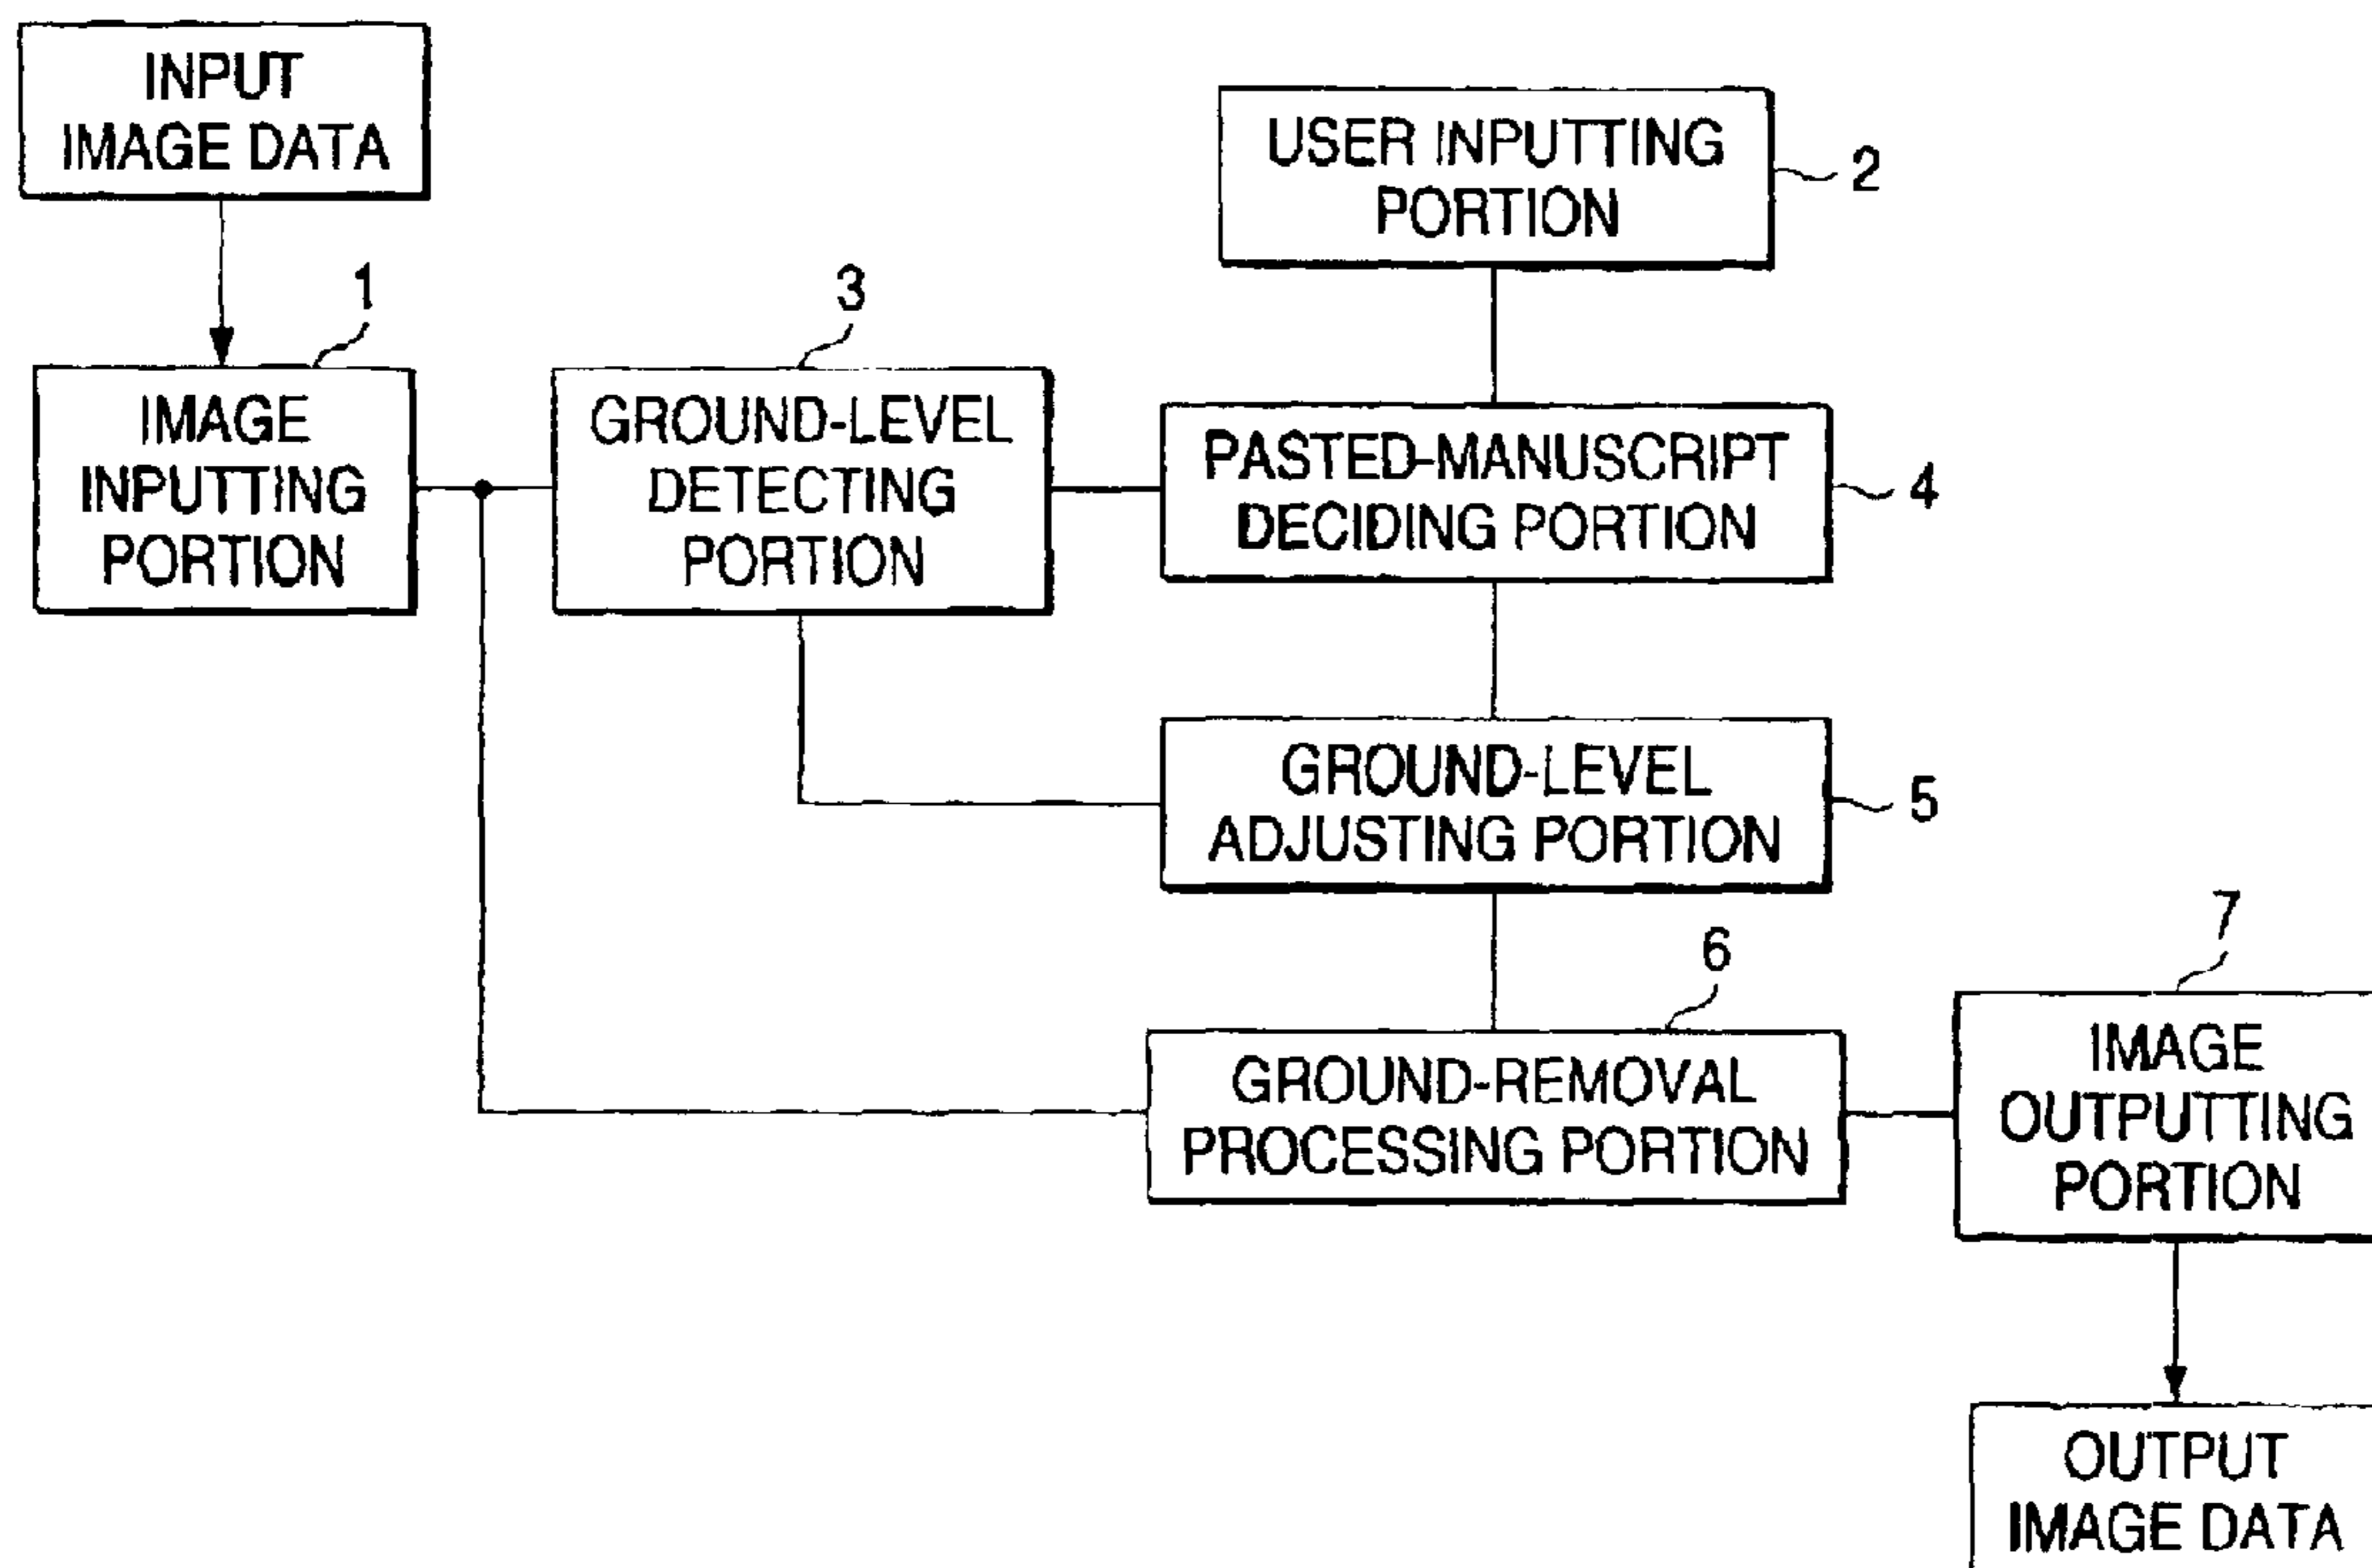 INPUT
IMAGE DATA
USER INPUTTING
PORTION
2
1
3
IMAGE
INPUTTING
PORTION
GROUND-LEVEL
DETECTING
PORTION
PASTED-MANUSCRIPT
DECIDING PORTION
4
GROUND-LEVEL
ADJUSTING PORTION
5
6
7
GROUND-REMOVAL
PROCESSING PORTION
IMAGE
OUTPUTTING
PORTION
OUTPUT
IMAGE DATA